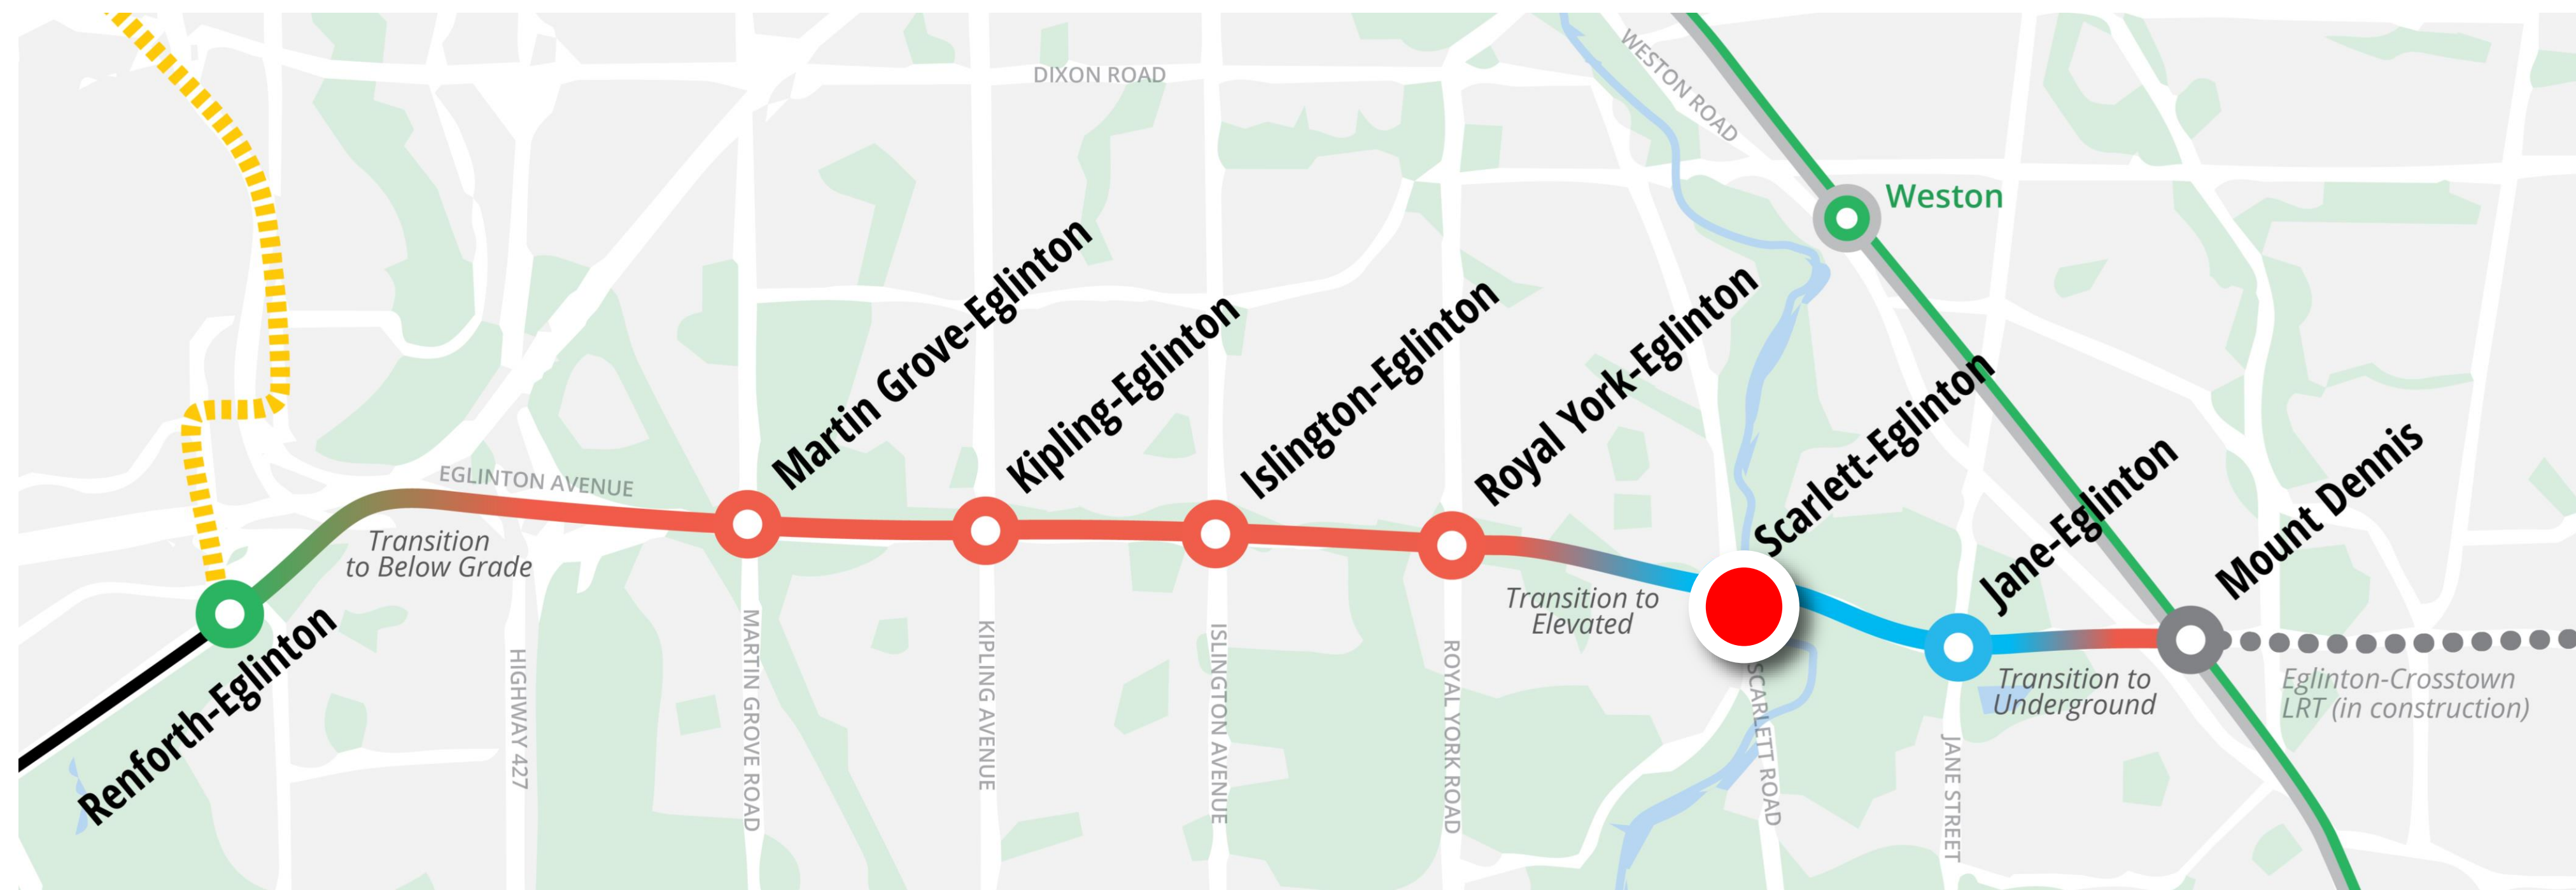 DIXON ROAD
WESTON ROAD
Weston
Martin Grove-Eglinton
Kipling-Eglinton
Islington-Eglinton
Royal York-Eglinton
Scarlett-Eglinton
Jane-Eglinton
Mount Dennis
Renforth-Eglinton
EGLINTON AVENUE
Transition
to Below Grade
Transition to
Elevated
Transition to
Underground
Eglinton-Crosstown
LRT (in construction)
HIGHWAY 427
MARTIN GROVE ROAD
KIPLING AVENUE
ISLINGTON AVENUE
ROYAL YORK ROAD
SCARLETT ROAD
JANE STREET